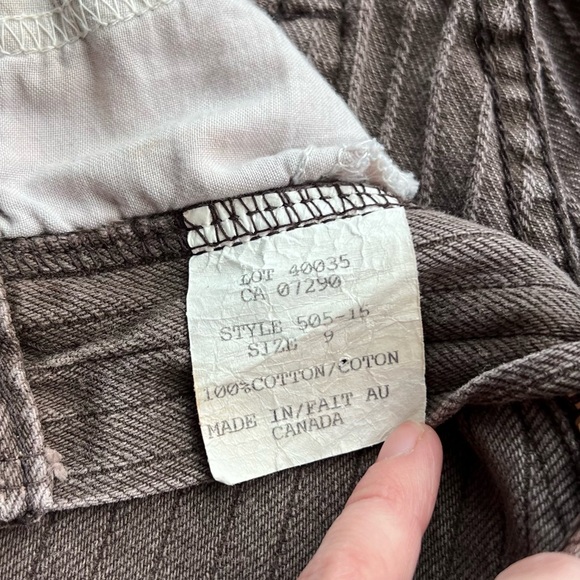 LOT 40035
CA 07290
STYLE 505-15
SIZE 9
100%COTTON/COTON
MADE IN/FAIT AU
CANADA